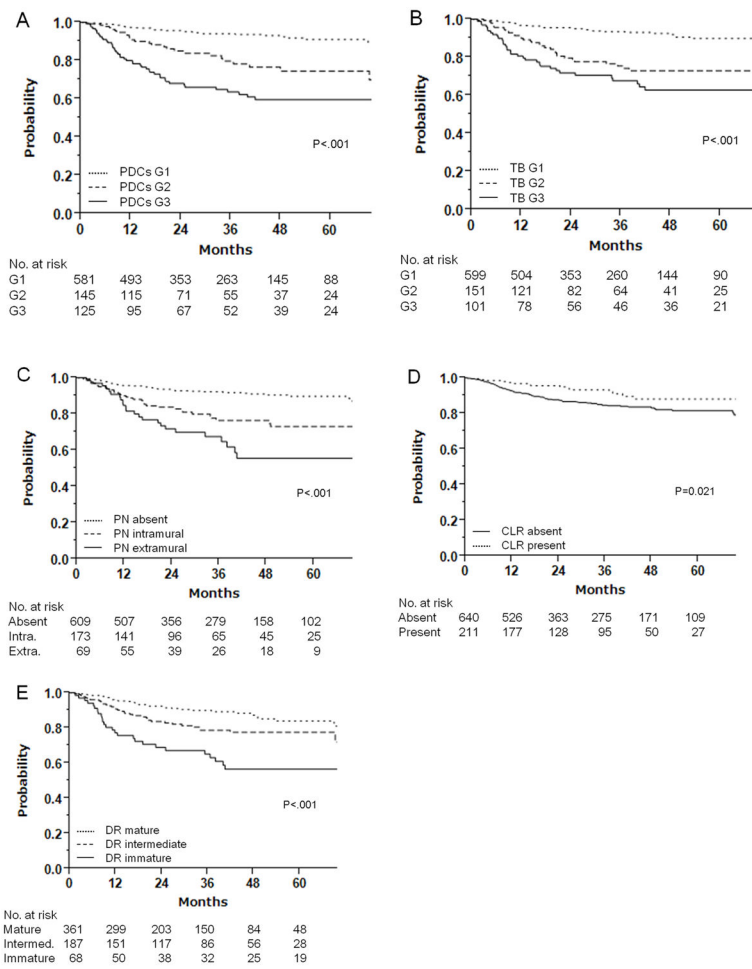 A
1.0
0.8
0.6
0.4
0.2
0.0
Probability
P<.001
PDCs G1
PDCs G2
PDCs G3
0 12 24 36 48 60
Months
No. at risk
G1 581 493 353 263 145 88
G2 145 115 71 55 37 24
G3 125 95 67 52 39 24
B
1.0
0.8
0.6
0.4
0.2
0.0
Probability
P<.001
TB G1
TB G2
TB G3
0 12 24 36 48 60
Months
No. at risk
G1 599 504 353 260 144 90
G2 151 121 82 64 41 25
G3 101 78 56 46 36 21
C
1.0
0.8
0.6
0.4
0.2
0.0
Probability
P<.001
PN absent
PN intramural
PN extramural
0 12 24 36 48 60
Months
No. at risk
Absent 609 507 356 279 158 102
Intra. 173 141 96 65 45 25
Extra. 69 55 39 26 18 9
D
1.0
0.8
0.6
0.4
0.2
0.0
Probability
P=0.021
CLR absent
CLR present
0 12 24 36 48 60
Months
No. at risk
Absent 640 526 363 275 171 109
Present 211 177 128 95 50 27
E
1.0
0.8
0.6
0.4
0.2
0.0
Probability
P<.001
DR mature
DR intermediate
DR immature
0 12 24 36 48 60
Months
No. at risk
Mature 361 299 203 150 84 48
Intermed. 187 151 117 86 56 28
Immature 68 50 38 32 25 19